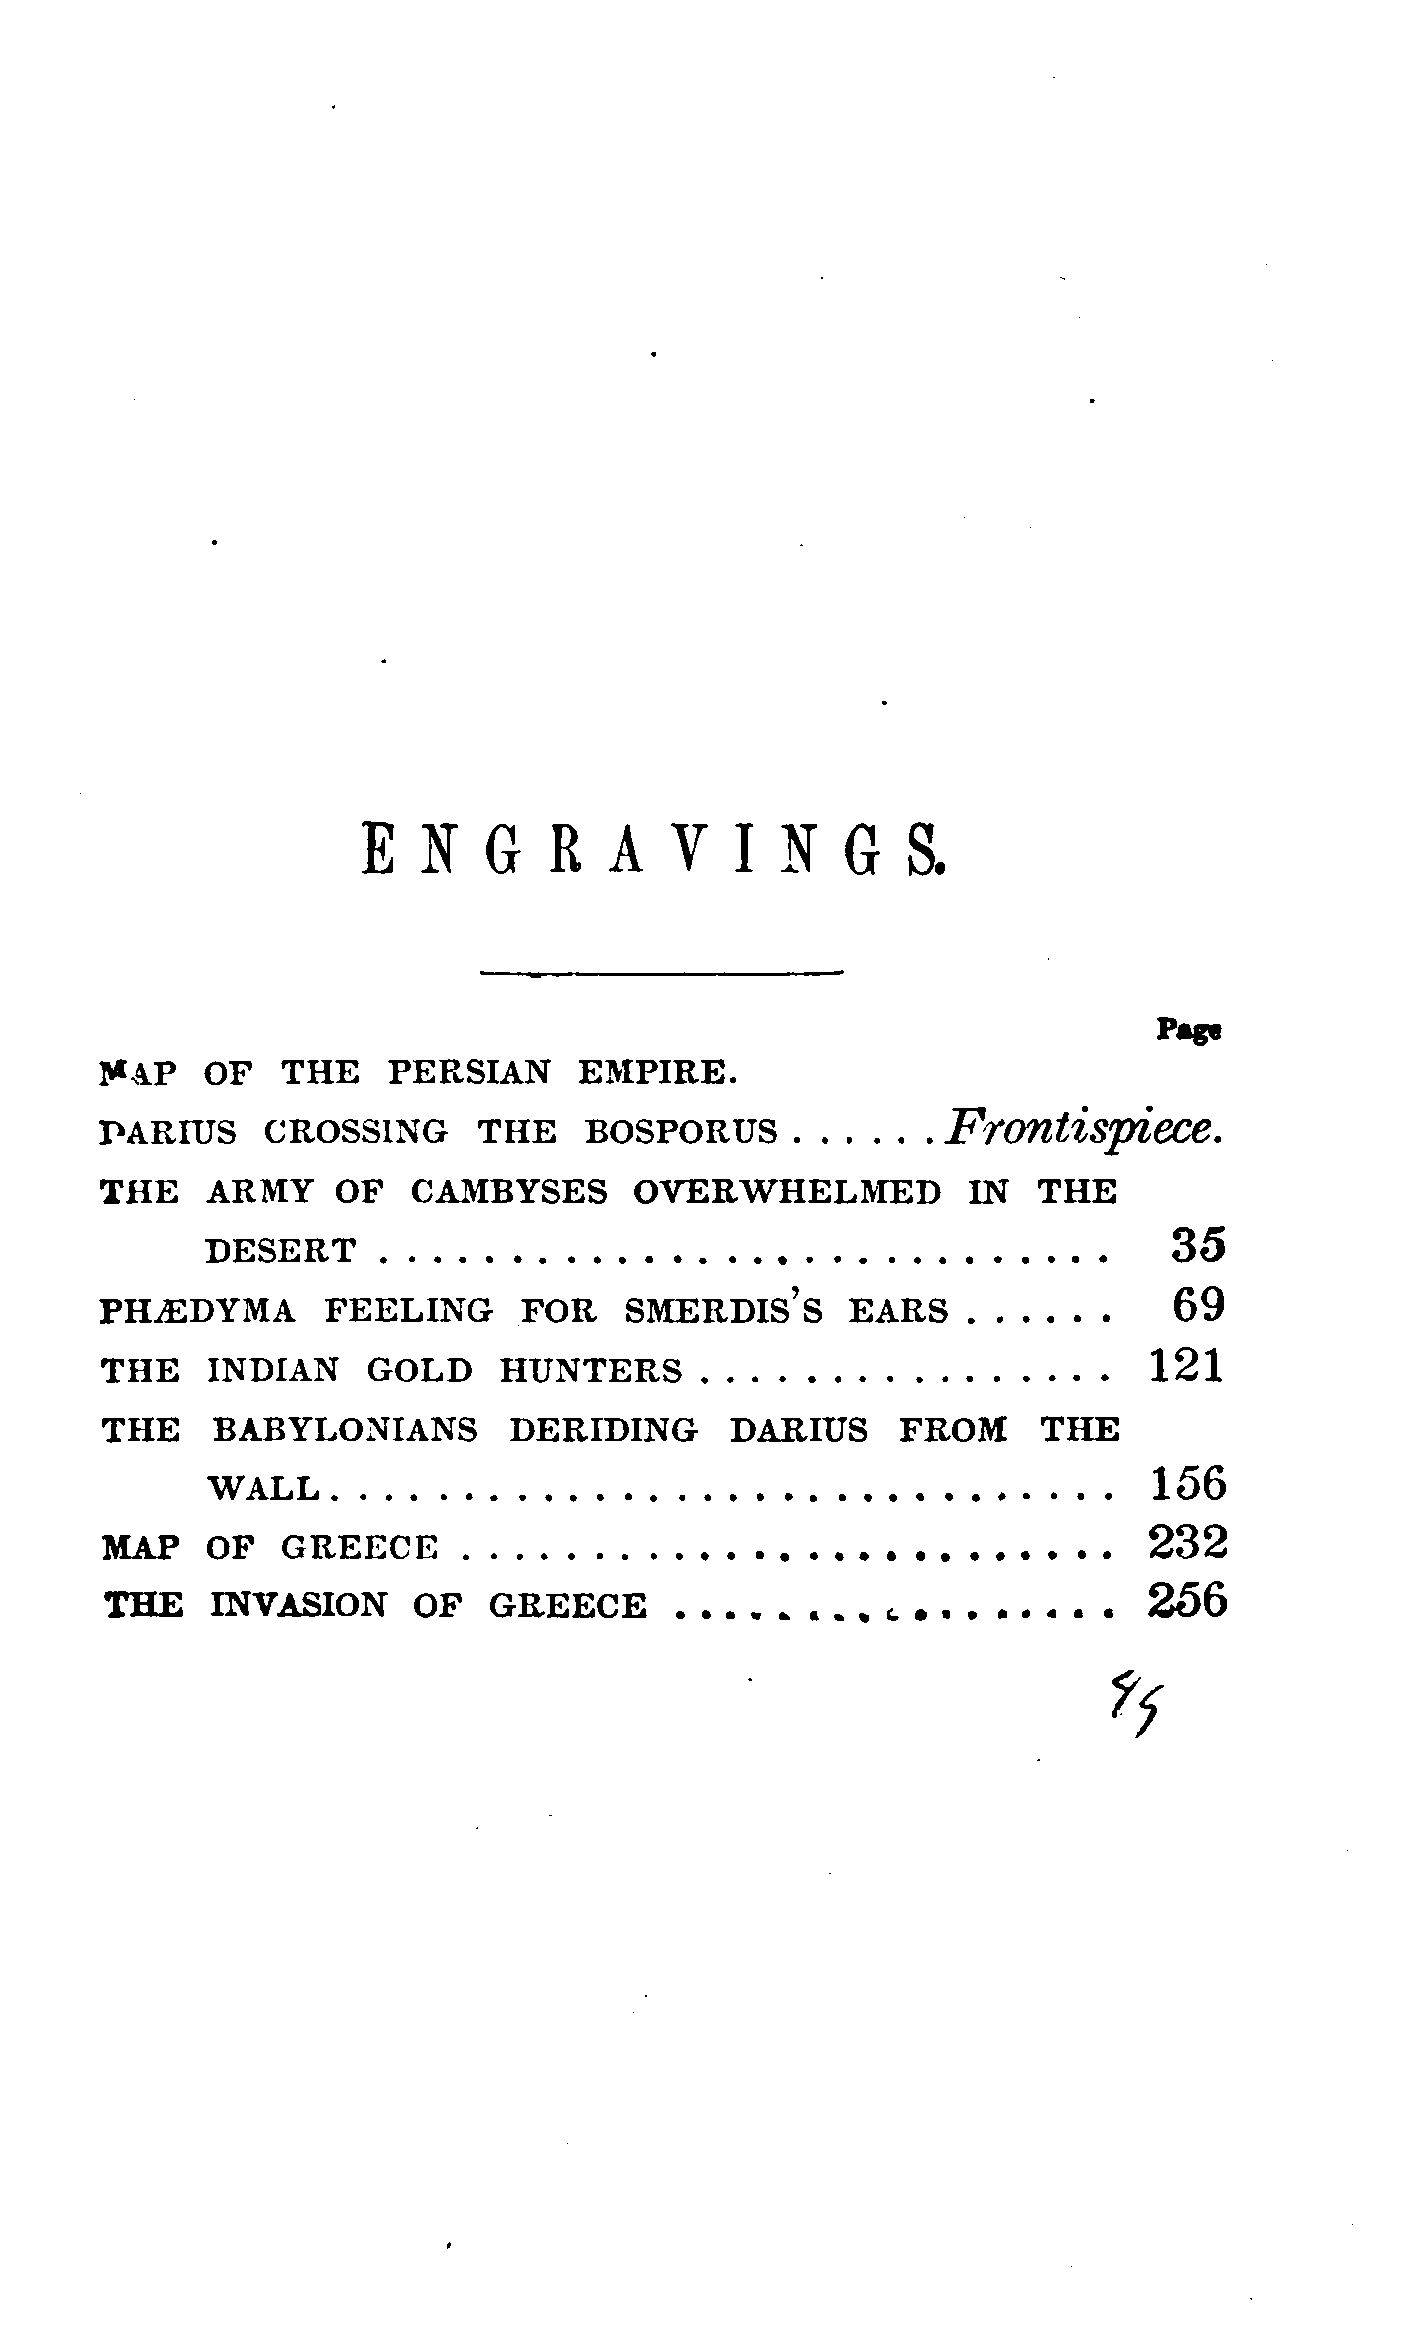 ENGRAVINGS.
Page
MAP OF THE PERSIAN EMPIRE.
DARIUS CROSSING THE BOSPORUS ...... Frontispiece.
THE ARMY OF CAMBYSES OVERWHELMED IN THE
DESERT ............................ 35
PHÆDYMA FEELING FOR SMERDIS'S EARS ...... 69
THE INDIAN GOLD HUNTERS ................ 121
THE BABYLONIANS DERIDING DARIUS FROM THE
WALL .............................. 156
MAP OF GREECE ......................... 232
THE INVASION OF GREECE ................. 256